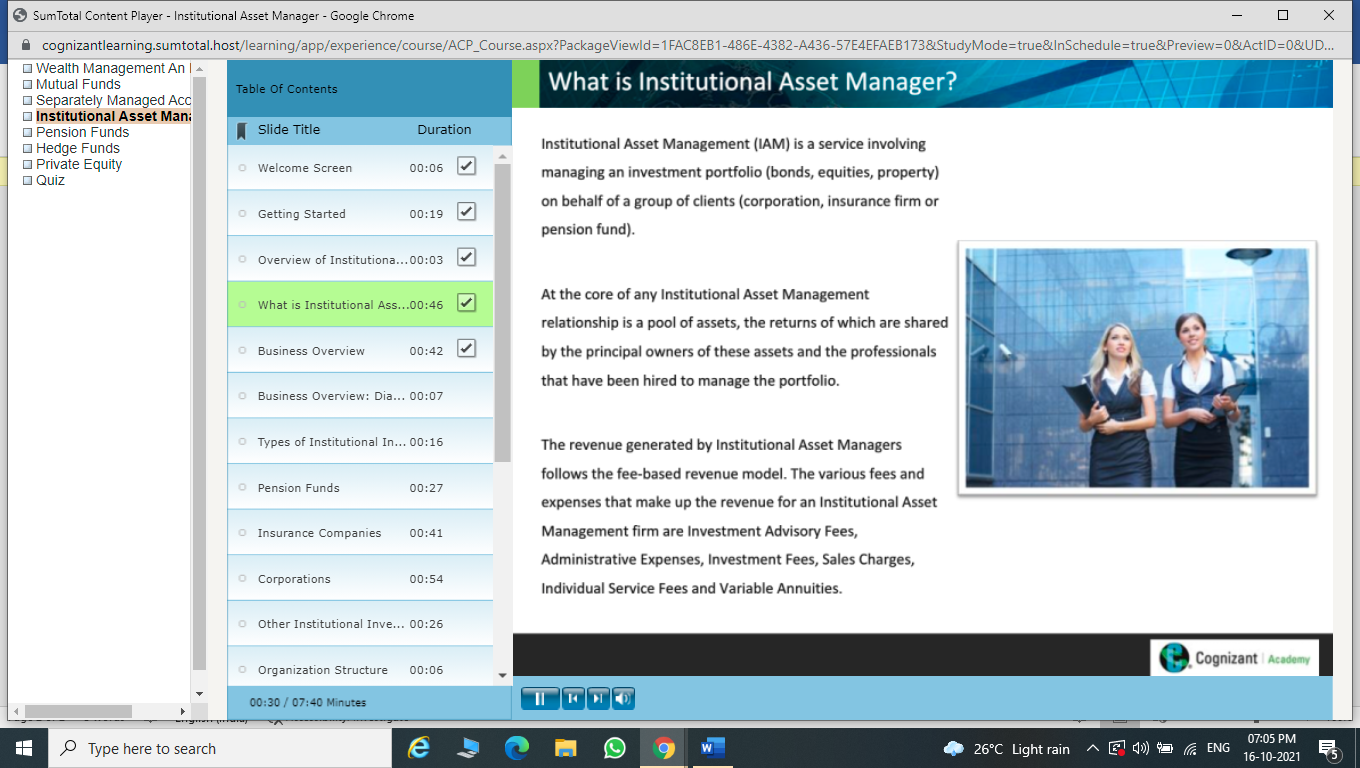 SumTotal Content Player - Institutional Asset Manager - Google Chrome
cognizantlearning.sumtotal.host/learning/app/experience/course/ACP_Course.aspx?PackageViewId=1FAC8EB1-486E-4382-A436-57E4EFAEB173&StudyMode=true&InSchedule=true&Preview=0&ActID=0&UD...
Wealth Management An I
Mutual Funds
Separately Managed Acc
Institutional Asset Mana
Pension Funds
Hedge Funds
Private Equity
Quiz
Table Of Contents
Slide Title Duration
Welcome Screen 00:06
Getting Started 00:19
Overview of Institutiona...00:03
What is Institutional Ass...00:46
Business Overview 00:42
Business Overview: Dia... 00:07
Types of Institutional In... 00:16
Pension Funds 00:27
Insurance Companies 00:41
Corporations 00:54
Other Institutional Inve... 00:26
Organization Structure 00:06
00:30 / 07:40 Minutes
What is Institutional Asset Manager?
Institutional Asset Management (IAM) is a service involving
managing an investment portfolio (bonds, equities, property)
on behalf of a group of clients (corporation, insurance firm or
pension fund).
At the core of any Institutional Asset Management
relationship is a pool of assets, the returns of which are shared
by the principal owners of these assets and the professionals
that have been hired to manage the portfolio.
The revenue generated by Institutional Asset Managers
follows the fee-based revenue model. The various fees and
expenses that make up the revenue for an Institutional Asset
Management firm are Investment Advisory Fees,
Administrative Expenses, Investment Fees, Sales Charges,
Individual Service Fees and Variable Annuities.
Cognizant | Academy
Type here to search
26°C Light rain
ENG
07:05 PM
16-10-2021
5